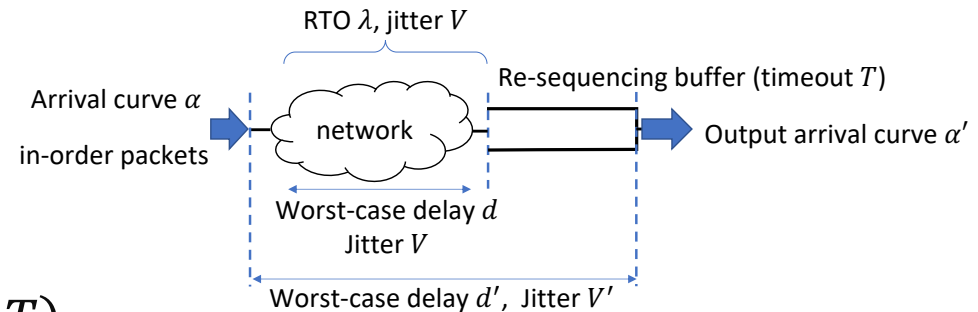 RTO λ, jitter V
Re-sequencing buffer (timeout T)
Arrival curve α
in-order packets
network
Output arrival curve α′
Worst-case delay d
Jitter V
Worst-case delay d′, Jitter V′
T)